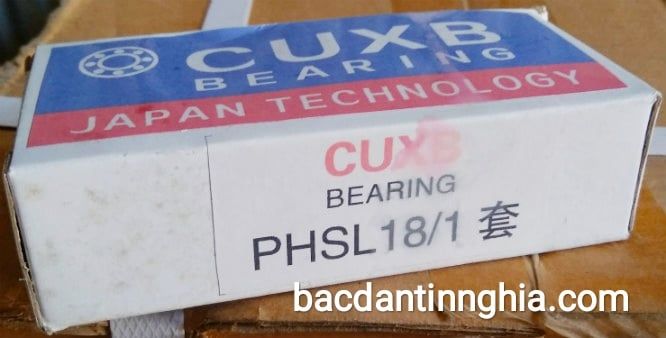 CUXB
BEARING
JAPAN TECHNOLOGY
CUXB
BEARING
PHSL18/1 套
bacdantinnghia.com